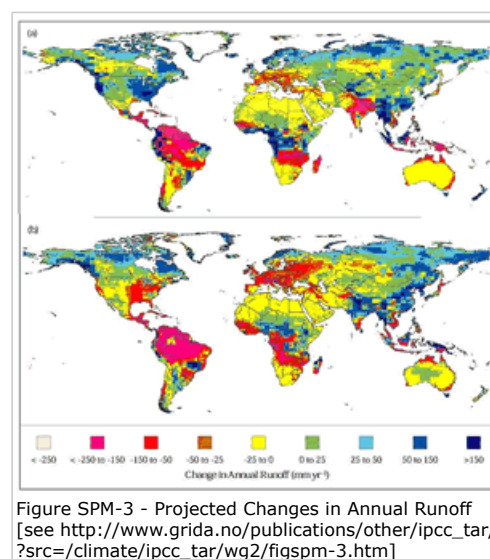 (a)
(b)
< -250
< -250 to -150
-150 to -50
-50 to -25
-25 to 0
0 to 25
25 to 50
50 to 150
>150
Change in Annual Runoff (mm yr⁻¹)
Figure SPM-3 - Projected Changes in Annual Runoff
[see http://www.grida.no/publications/other/ipcc_tar/
?src=/climate/ipcc_tar/wg2/figspm-3.htm]